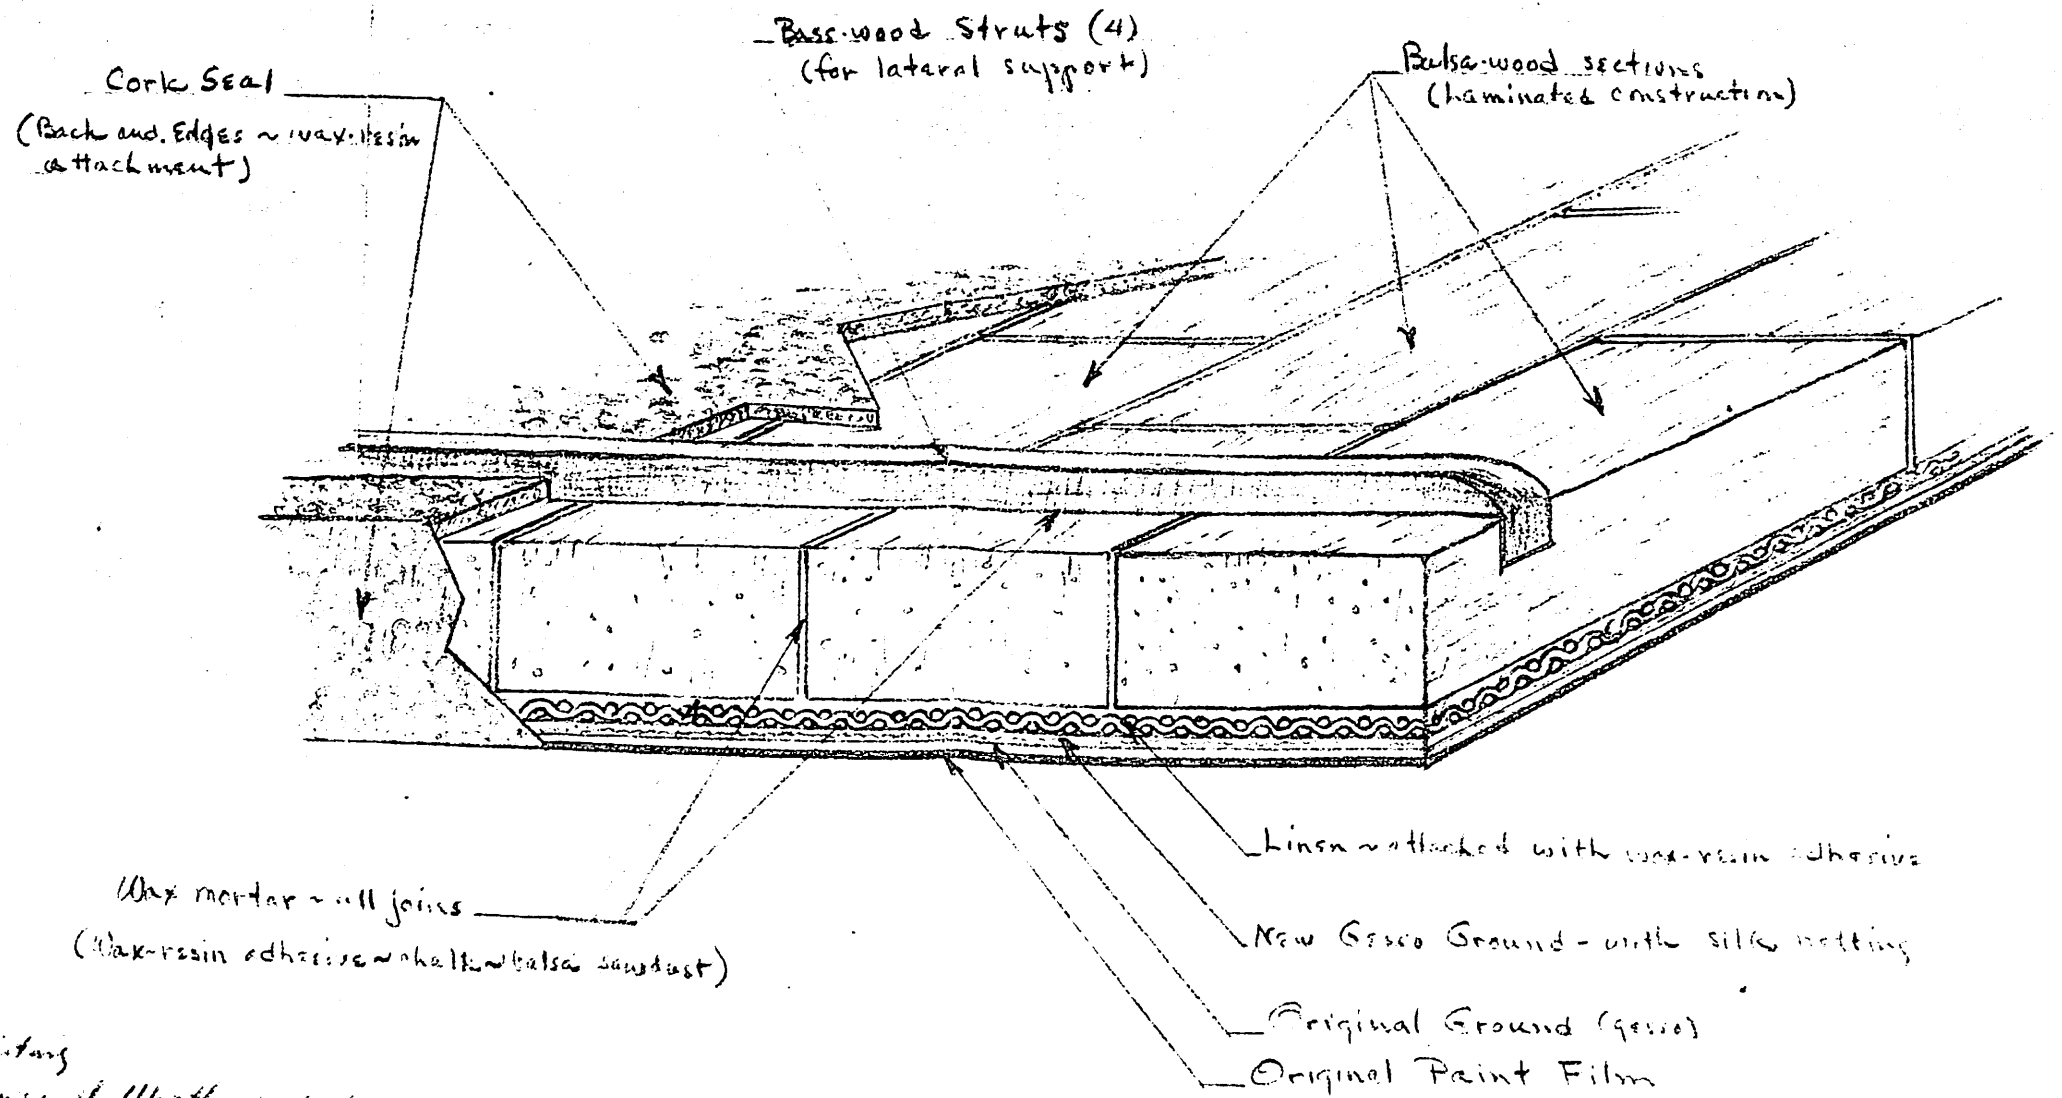 Bass-wood Struts (4)
(for lateral support)
Cork Seal
(Back and Edges ~ wax-resin
attachment)
Balsa-wood sections
(Laminated construction)
Linen ~ attached with wax-resin adhesive
Wax mortar ~ all joins
(Wax-resin adhesive ~ chalk ~ balsa sawdust)
New Gesso Ground - with silk netting
Original Ground (gesso)
Original Paint Film